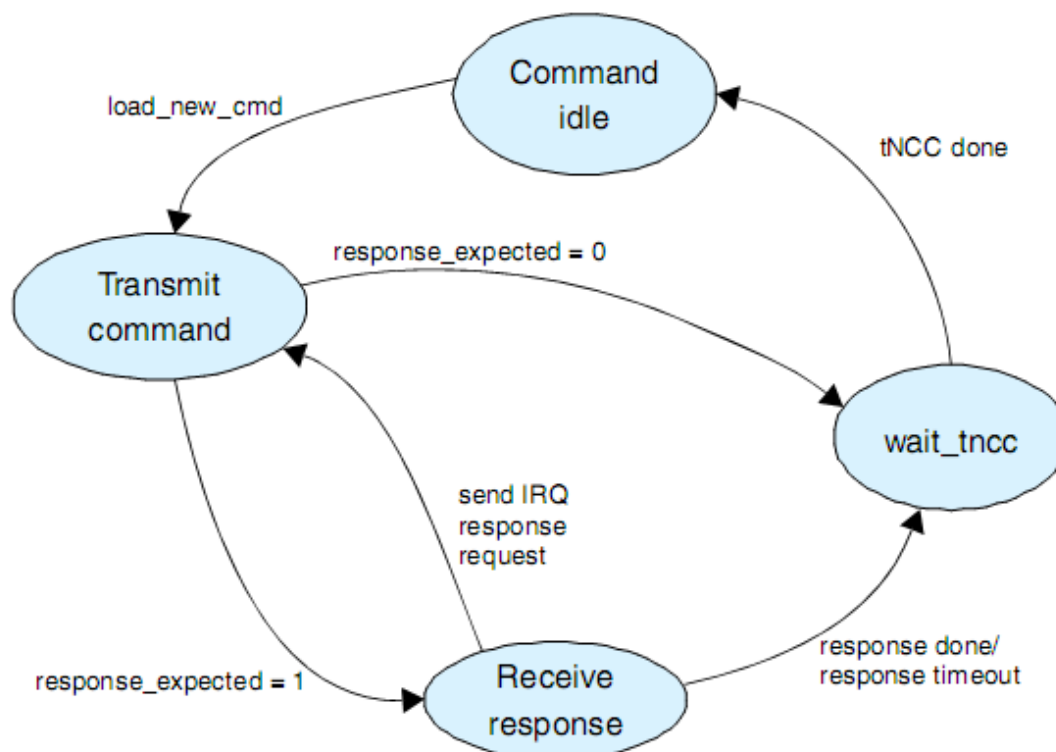 Command
idle
load_new_cmd
tNCC done
response_expected = 0
Transmit
command
wait_tncc
send IRQ
response
request
response done/
response timeout
response_expected = 1
Receive
response